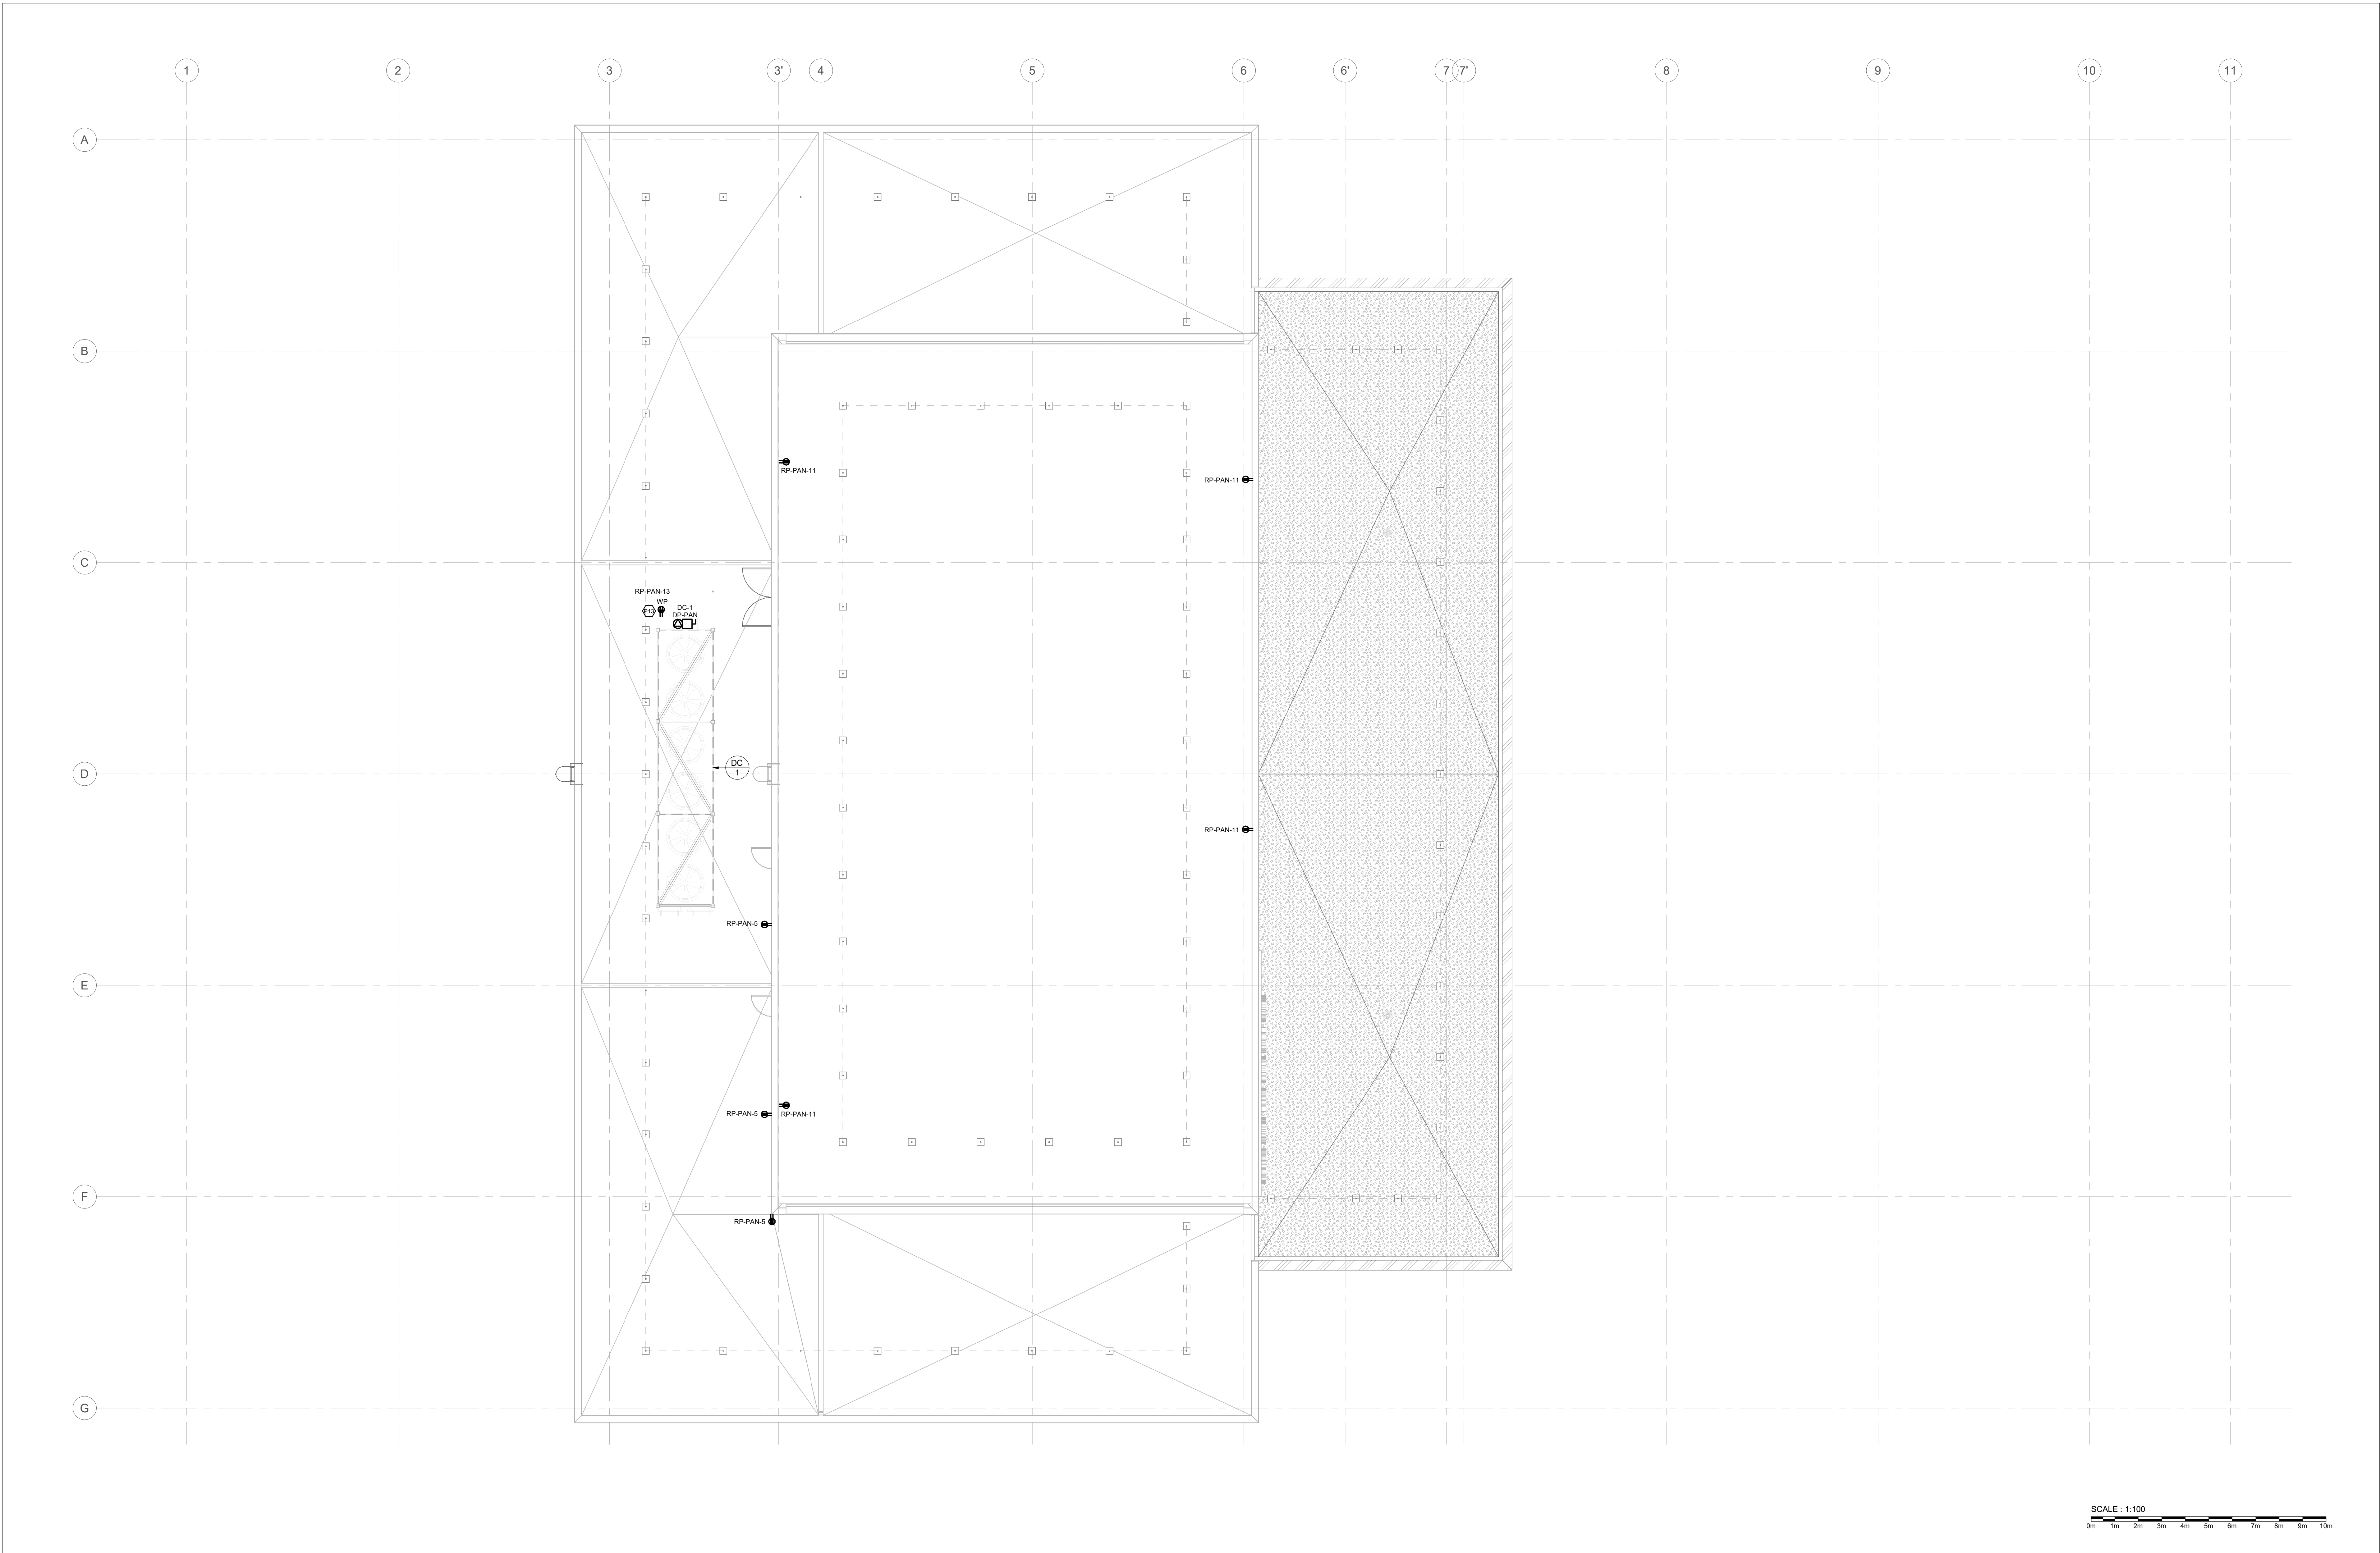 1 2 3 3' 4 5 6 6' 7 7' 8 9 10 11
A
B
RP-PAN-11
RP-PAN-11
C
RP-PAN-13
WP
P13
DC-1
DP-PAN
DC
1
D
RP-PAN-11
RP-PAN-5
E
RP-PAN-5
RP-PAN-11
F
RP-PAN-5
G
SCALE : 1:100
0m 1m 2m 3m 4m 5m 6m 7m 8m 9m 10m